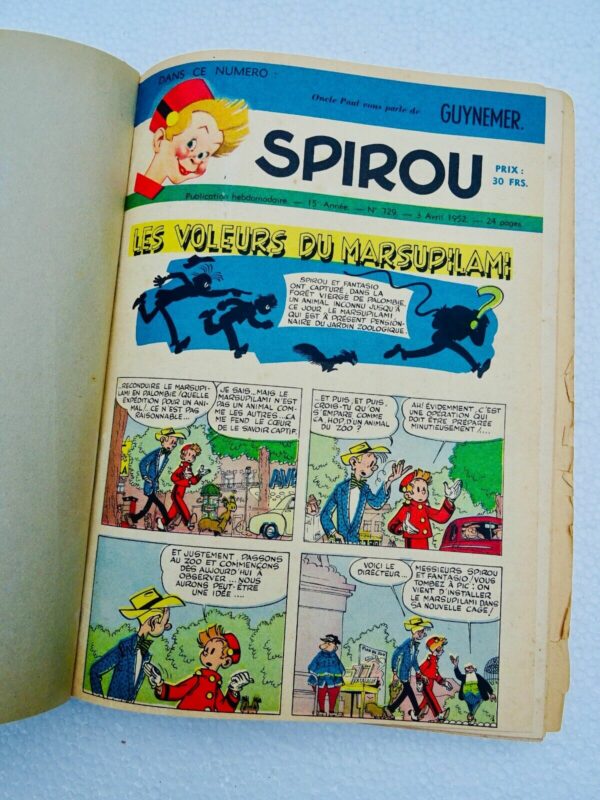 DANS CE NUMERO :
Oncle Paul vous parle de
GUYNEMER.
SPIROU
PRIX :
30 FRS.
Publication hebdomadaire. — 15e Année. — N° 729. — 3 Avril 1952. — 24 pages.
LES VOLEURS DU MARSUPILAMI
SPIROU ET FANTASIO
ONT CAPTURÉ, DANS LA
FORÊT VIERGE DE PALOMBIE,
UN ANIMAL INCONNU JUSQU'À
CE JOUR, LE MARSUPILAMI,
QUI EST À PRÉSENT PENSION-
NAIRE DU JARDIN ZOOLOGIQUE.
?
RECONDUIRE LE MARSUPI-
LAMI EN PALOMBIE! QUELLE
EXPÉDITION POUR UN ANI-
MAL!.. CE N'EST PAS
RAISONNABLE...
JE SAIS.. MAIS LE
MARSUPILAMI N'EST
PAS UN ANIMAL COM-
ME LES AUTRES... ÇA
ME FEND LE CŒUR
DE LE SAVOIR CAPTIF.
...ET PUIS, ET PUIS,
CROIS-TU QU'ON
S'EMPARE COMME
ÇA, HOP, D'UN ANIMAL
DU ZOO ?
AH! ÉVIDEMMENT, C'EST
UNE OPÉRATION QUI
DOIT ÊTRE PRÉPARÉE
MINUTIEUSEMENT!....
ET JUSTEMENT PASSONS
AU ZOO ET COMMENÇONS
DÈS AUJOURD'HUI À
OBSERVER... NOUS
AURONS PEUT-ÊTRE
UNE IDÉE ....
VOICI LE
DIRECTEUR...
MESSIEURS SPIROU
ET FANTASIO! VOUS
TOMBEZ À PIC: ON
VIENT D'INSTALLER
LE MARSUPILAMI DANS
SA NOUVELLE CAGE!